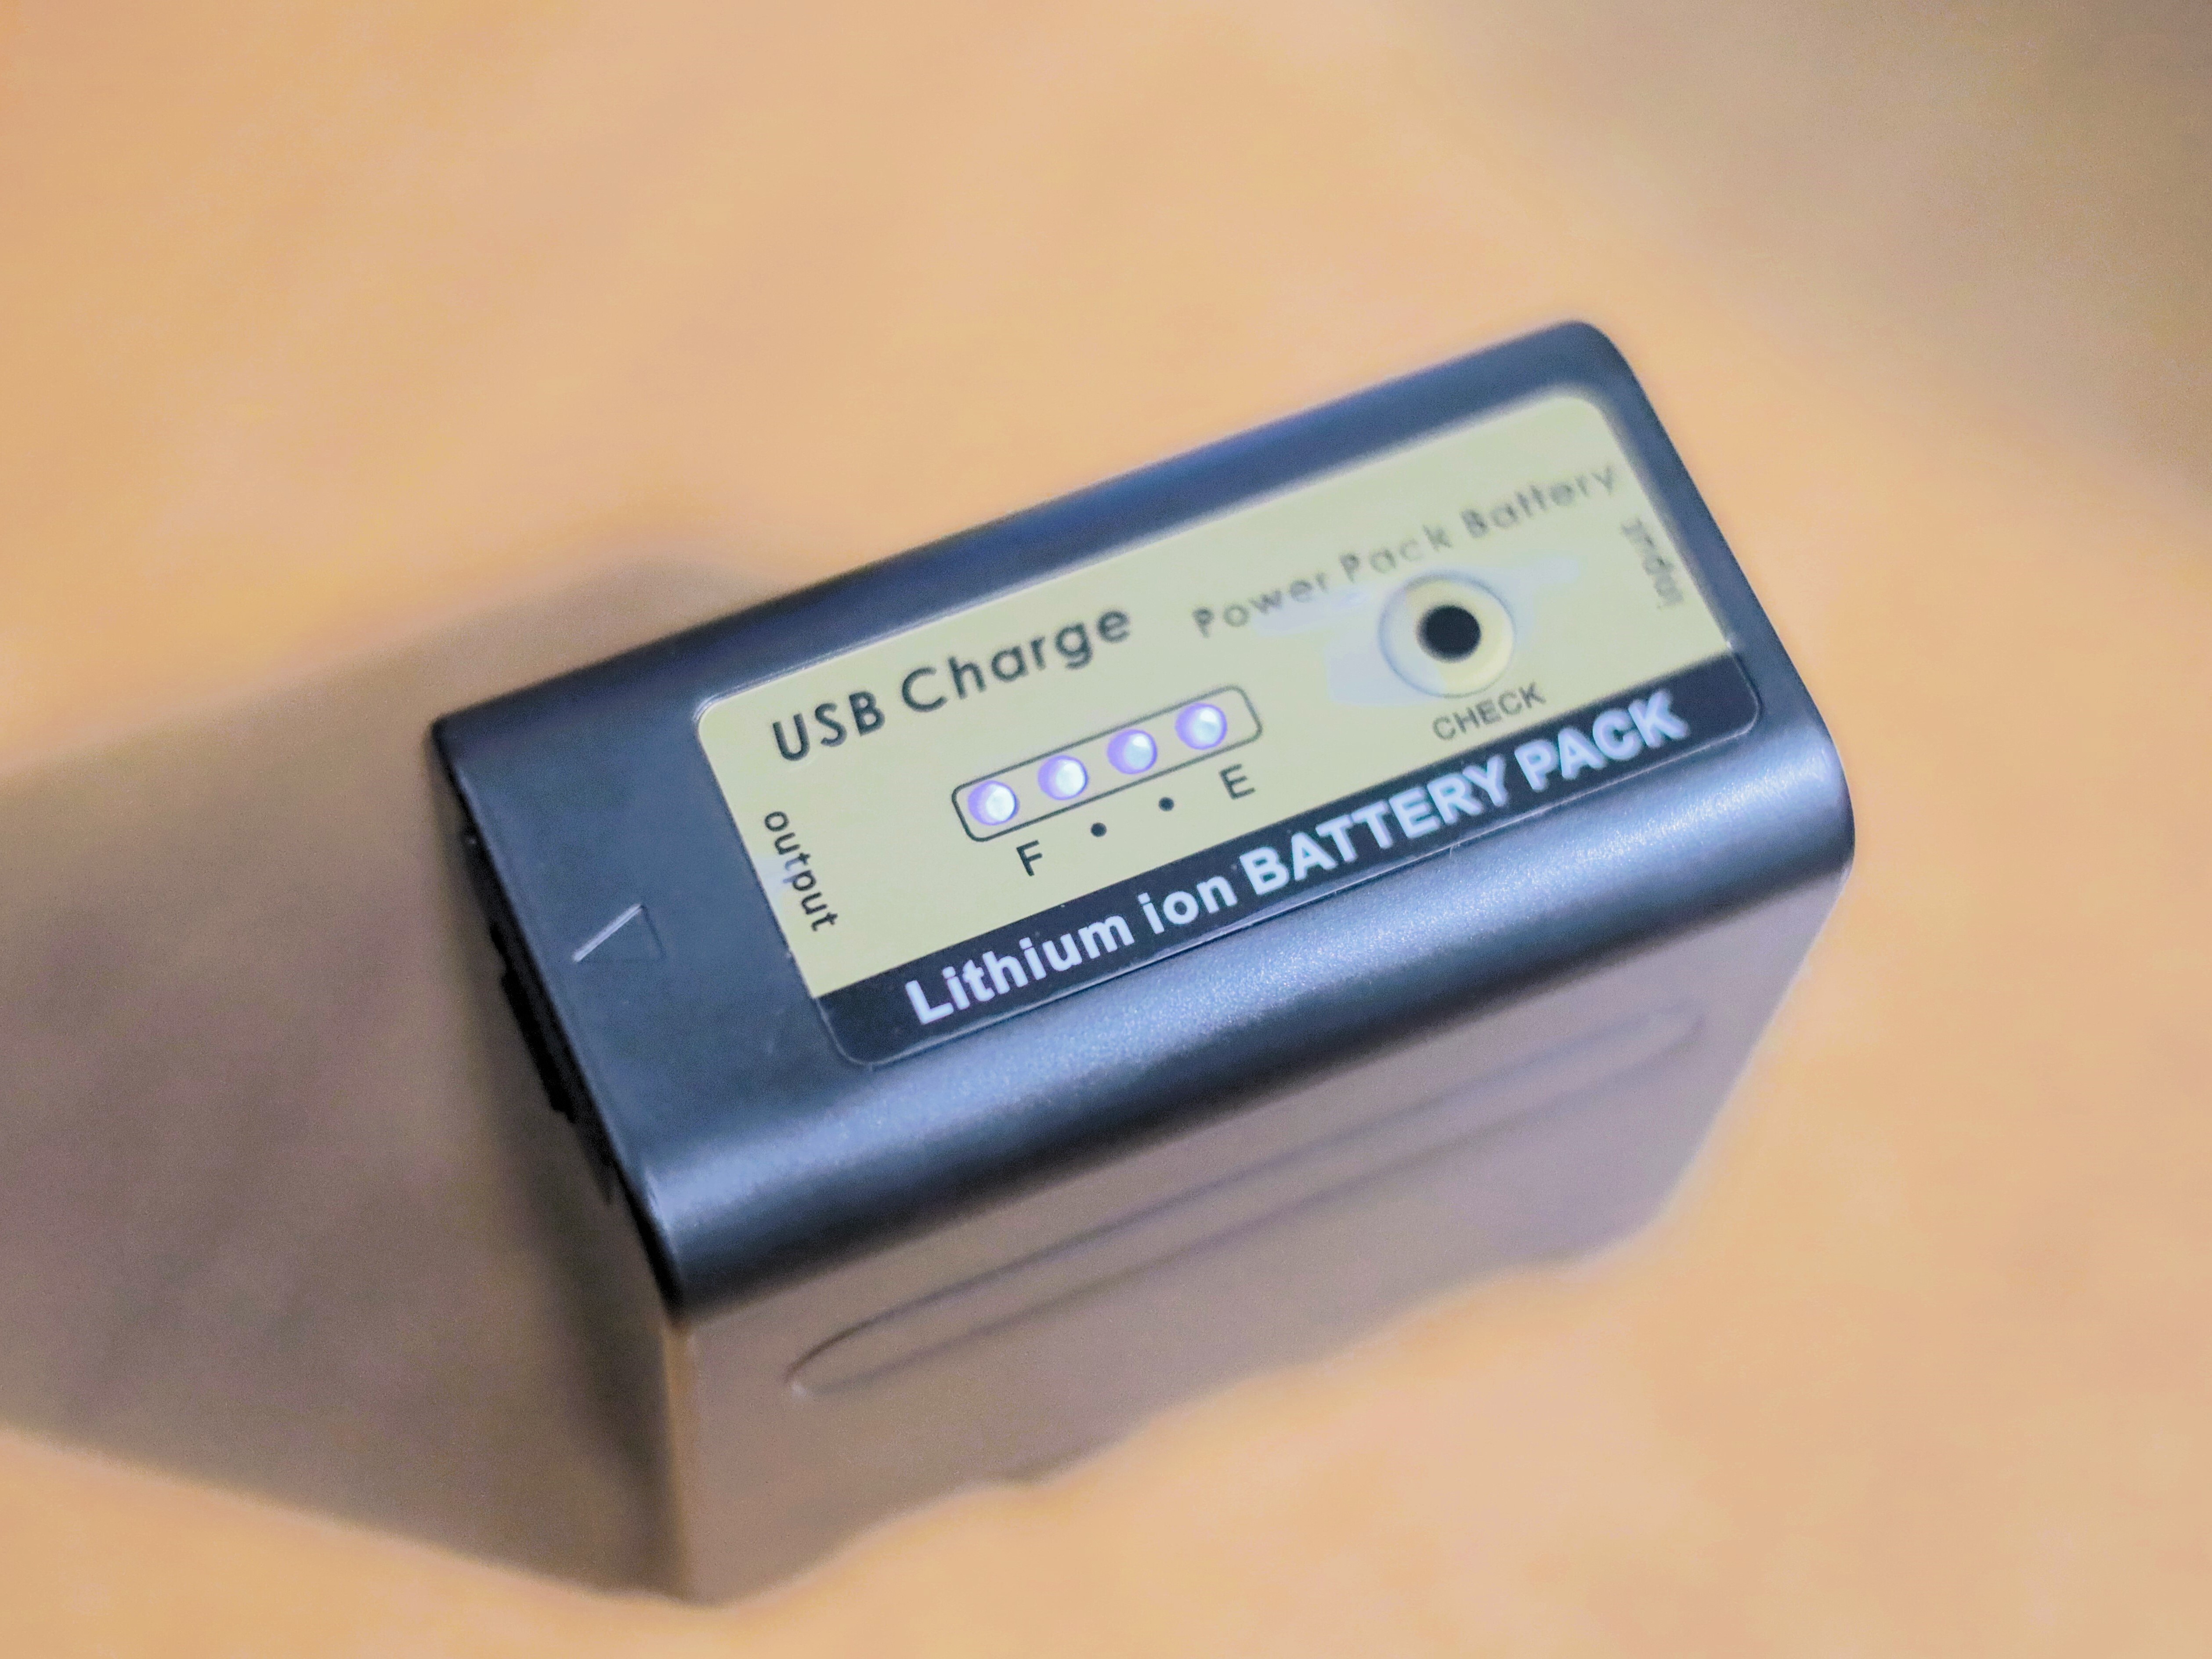 USB Charge
Power Pack Battery
output
F • • E
CHECK
input
Lithium ion BATTERY PACK